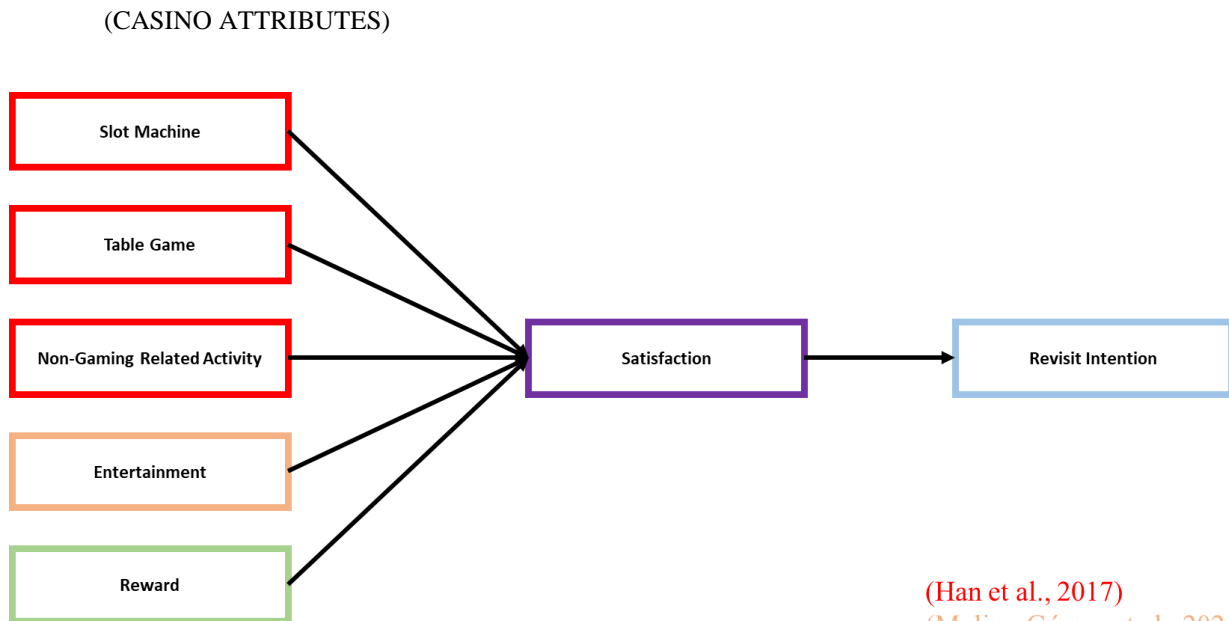 (CASINO ATTRIBUTES)
Slot Machine
Table Game
Non-Gaming Related Activity
Satisfaction
Revisit Intention
Entertainment
Reward
(Han et al., 2017)